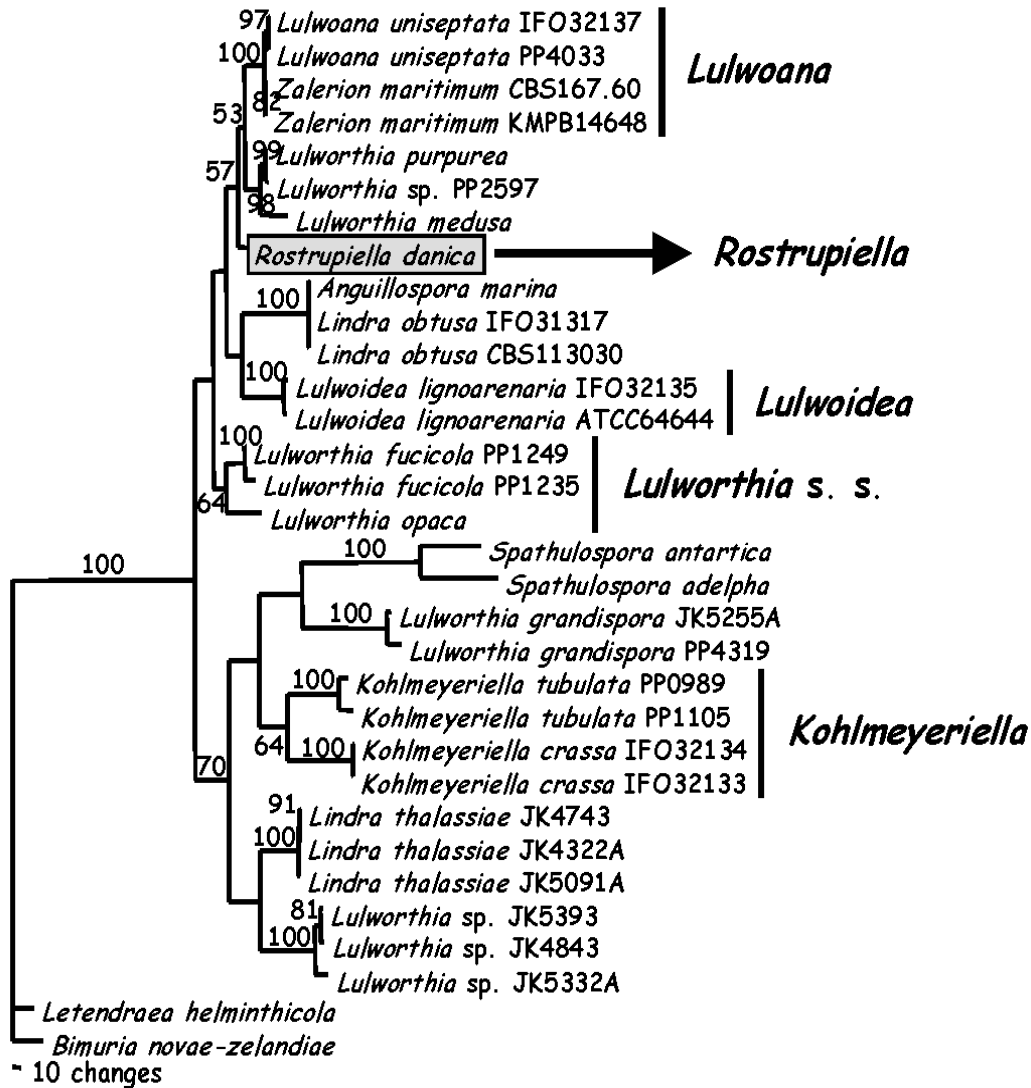 97
Lulwoana uniseptata IFO32137
100
Lulwoana uniseptata PP4033
Lulwoana
Zalerion maritimum CBS167.60
82
Zalerion maritimum KMPB14648
53
99
Lulworthia purpurea
57
Lulworthia sp. PP2597
98
Lulworthia medusa
Rostrupiella danica
Rostrupiella
Anguillospora marina
100
Lindra obtusa IFO31317
Lindra obtusa CBS113030
100
Lulwoidea lignoarenaria IFO32135
Lulwoidea
Lulwoidea lignoarenaria ATCC64644
100
Lulworthia fucicola PP1249
Lulworthia fucicola PP1235
Lulworthia s. s.
64
Lulworthia opaca
100
Spathulospora antartica
100
Spathulospora adelpha
100
Lulworthia grandispora JK5255A
Lulworthia grandispora PP4319
100
Kohlmeyeriella tubulata PP0989
Kohlmeyeriella tubulata PP1105
Kohlmeyeriella
64
100
Kohlmeyeriella crassa IFO32134
70
Kohlmeyeriella crassa IFO32133
91
Lindra thalassiae JK4743
100
Lindra thalassiae JK4322A
Lindra thalassiae JK5091A
81
Lulworthia sp. JK5393
100
Lulworthia sp. JK4843
Lulworthia sp. JK5332A
Letendraea helminthicola
Bimuria novae-zelandiae
10 changes